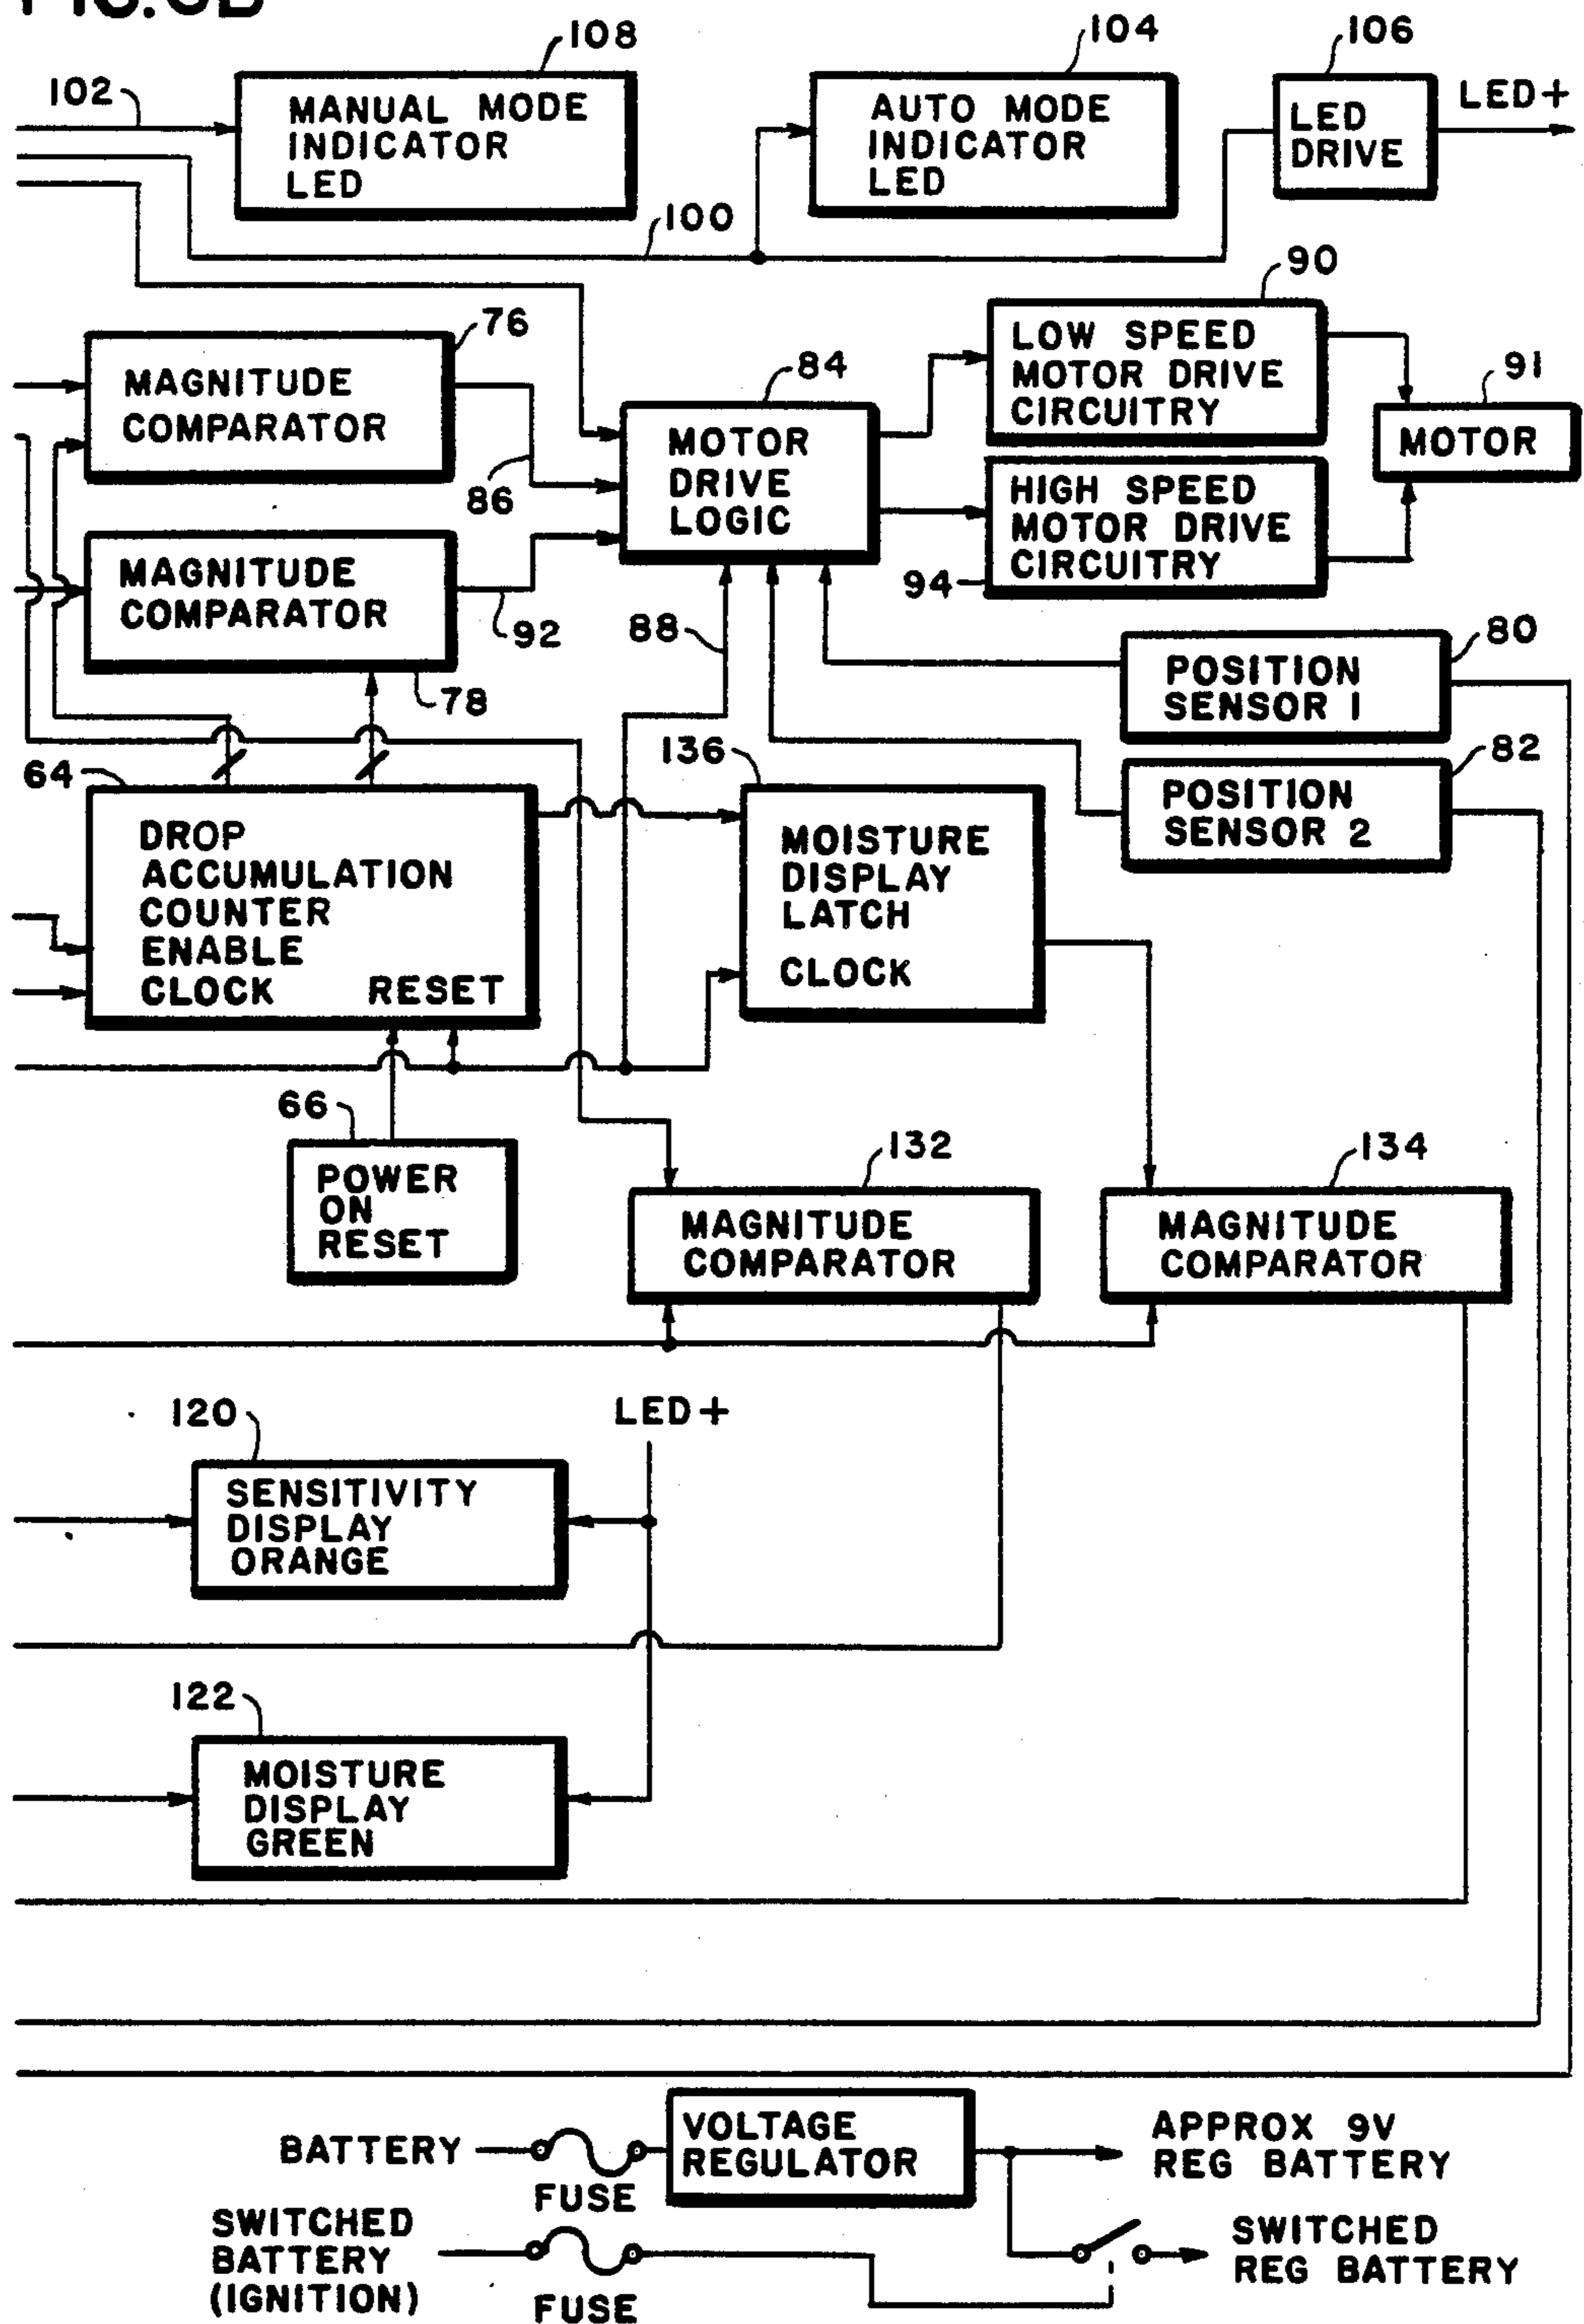 108
104
106
102
MANUAL MODE
INDICATOR
LED
AUTO MODE
INDICATOR
LED
LED
DRIVE
LED+
100
90
76
MAGNITUDE
COMPARATOR
86
84
MOTOR
DRIVE
LOGIC
LOW SPEED
MOTOR DRIVE
CIRCUITRY
91
MOTOR
HIGH SPEED
MOTOR DRIVE
CIRCUITRY
94
MAGNITUDE
COMPARATOR
92
78
88
80
POSITION
SENSOR 1
82
POSITION
SENSOR 2
64
DROP
ACCUMULATION
COUNTER
ENABLE
CLOCK RESET
136
MOISTURE
DISPLAY
LATCH
CLOCK
66
POWER
ON
RESET
132
MAGNITUDE
COMPARATOR
134
MAGNITUDE
COMPARATOR
120
LED+
SENSITIVITY
DISPLAY
ORANGE
122
MOISTURE
DISPLAY
GREEN
BATTERY
FUSE
VOLTAGE
REGULATOR
APPROX 9V
REG BATTERY
SWITCHED
BATTERY
(IGNITION)
FUSE
SWITCHED
REG BATTERY